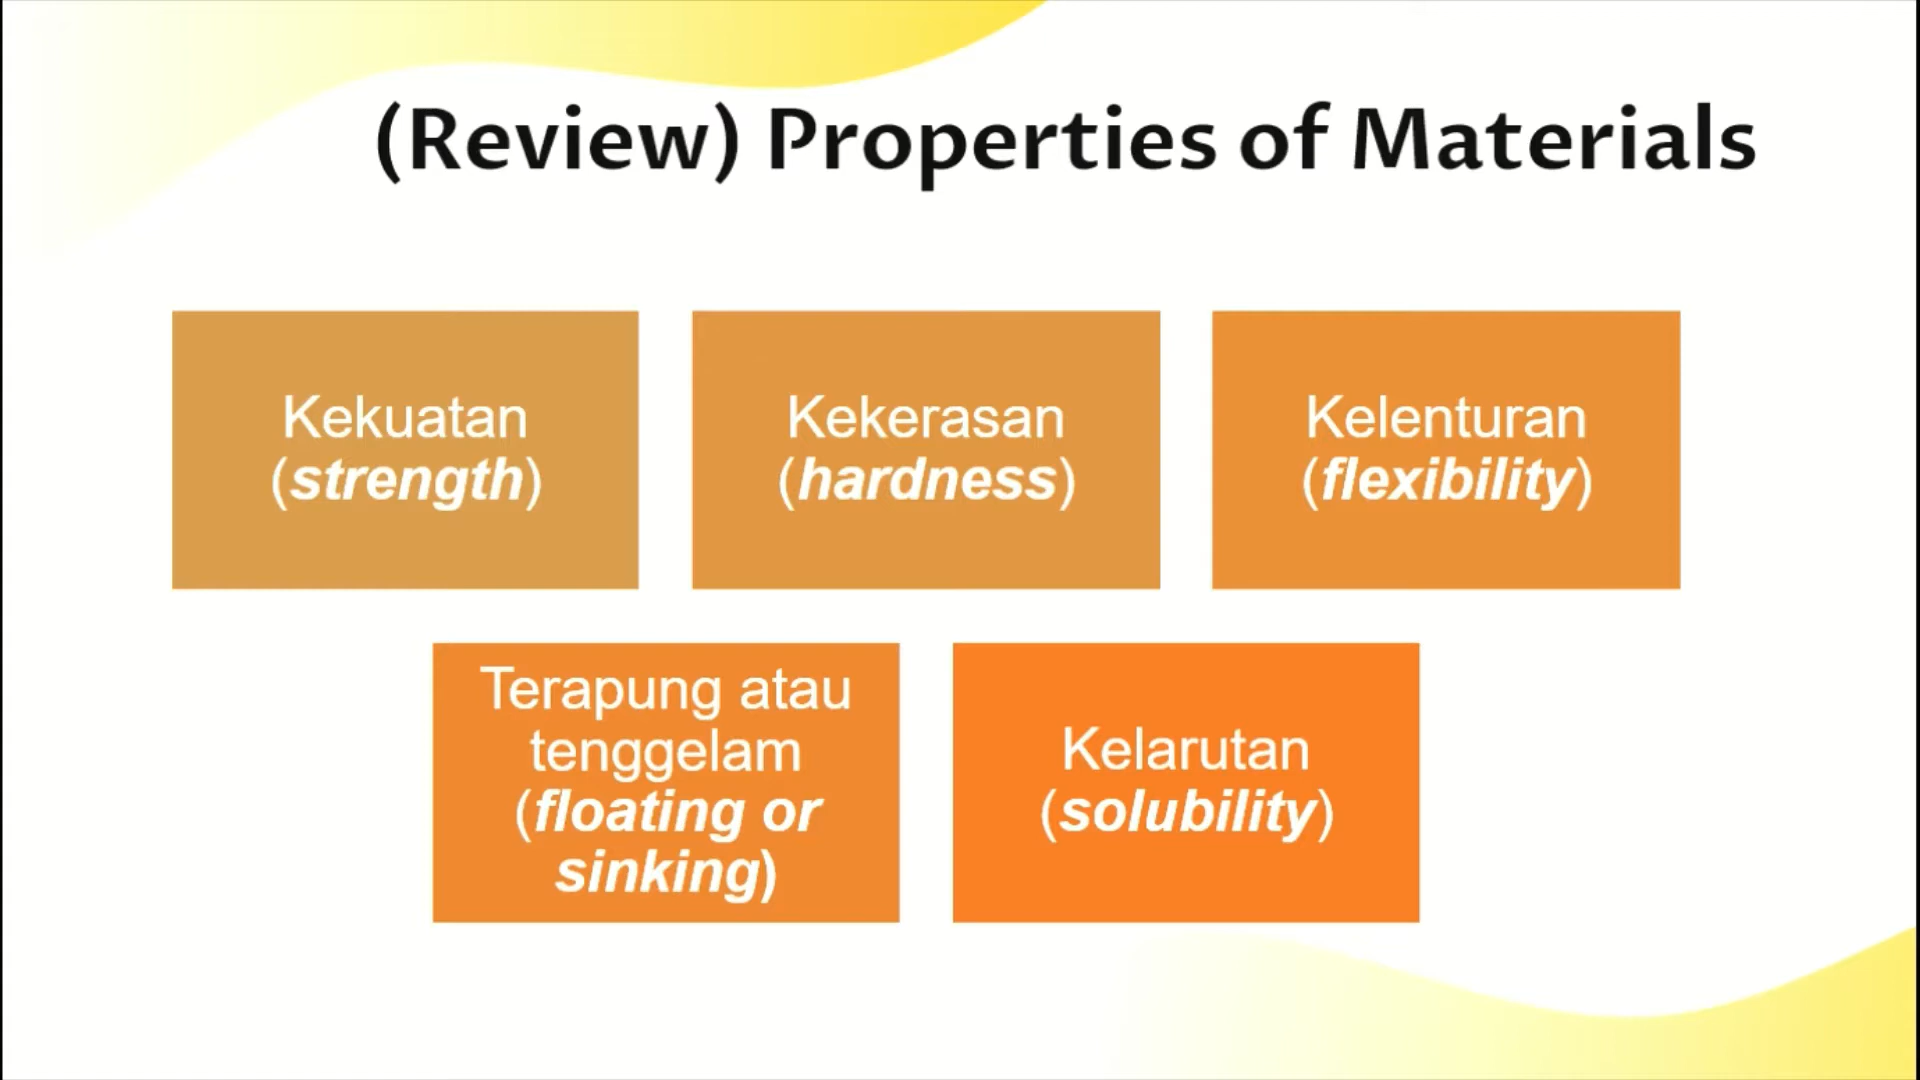 (Review) Properties of Materials
Kekuatan
(strength)
Kekerasan
(hardness)
Kelenturan
(flexibility)
Terapung atau
tenggelam
(floating or
sinking)
Kelarutan
(solubility)